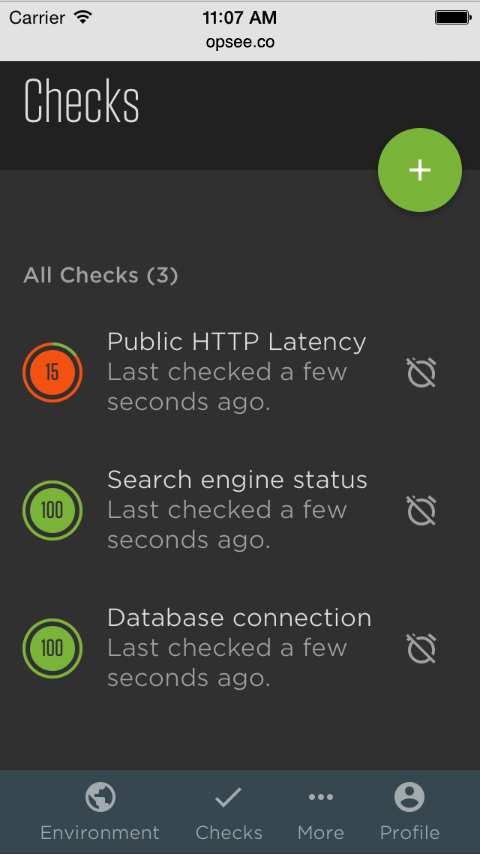 Carrier 11:07 AM
opsee.co
Checks
+
All Checks (3)
Public HTTP Latency
15 Last checked a few
seconds ago.
Search engine status
100 Last checked a few
seconds ago.
Database connection
100 Last checked a few
seconds ago.
Environment Checks More Profile